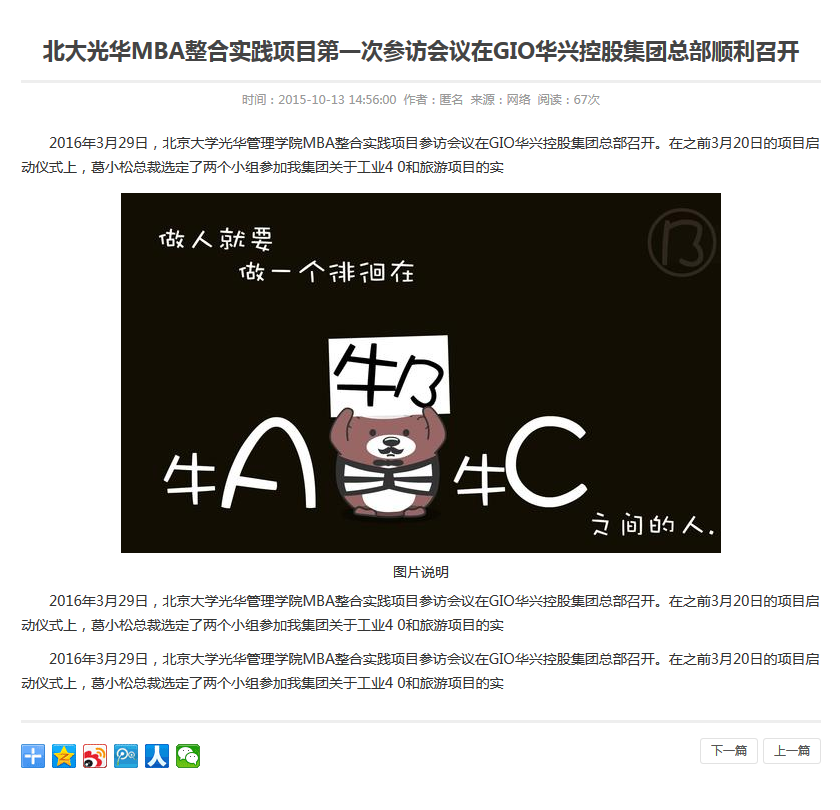 北大光华MBA整合实践项目第一次参访会议在GIO华兴控股集团总部顺利召开
时间：2015-10-13 14:56:00 作者：匿名 来源：网络 阅读：67次
2016年3月29日，北京大学光华管理学院MBA整合实践项目参访会议在GIO华兴控股集团总部召开。在之前3月20日的项目启
动仪式上，葛小松总裁选定了两个小组参加我集团关于工业4 0和旅游项目的实
做人就要
做一个徘徊在
牛B
牛A
牛C
之间的人.
图片说明
2016年3月29日，北京大学光华管理学院MBA整合实践项目参访会议在GIO华兴控股集团总部召开。在之前3月20日的项目启
动仪式上，葛小松总裁选定了两个小组参加我集团关于工业4 0和旅游项目的实
2016年3月29日，北京大学光华管理学院MBA整合实践项目参访会议在GIO华兴控股集团总部召开。在之前3月20日的项目启
动仪式上，葛小松总裁选定了两个小组参加我集团关于工业4 0和旅游项目的实
下一篇 上一篇